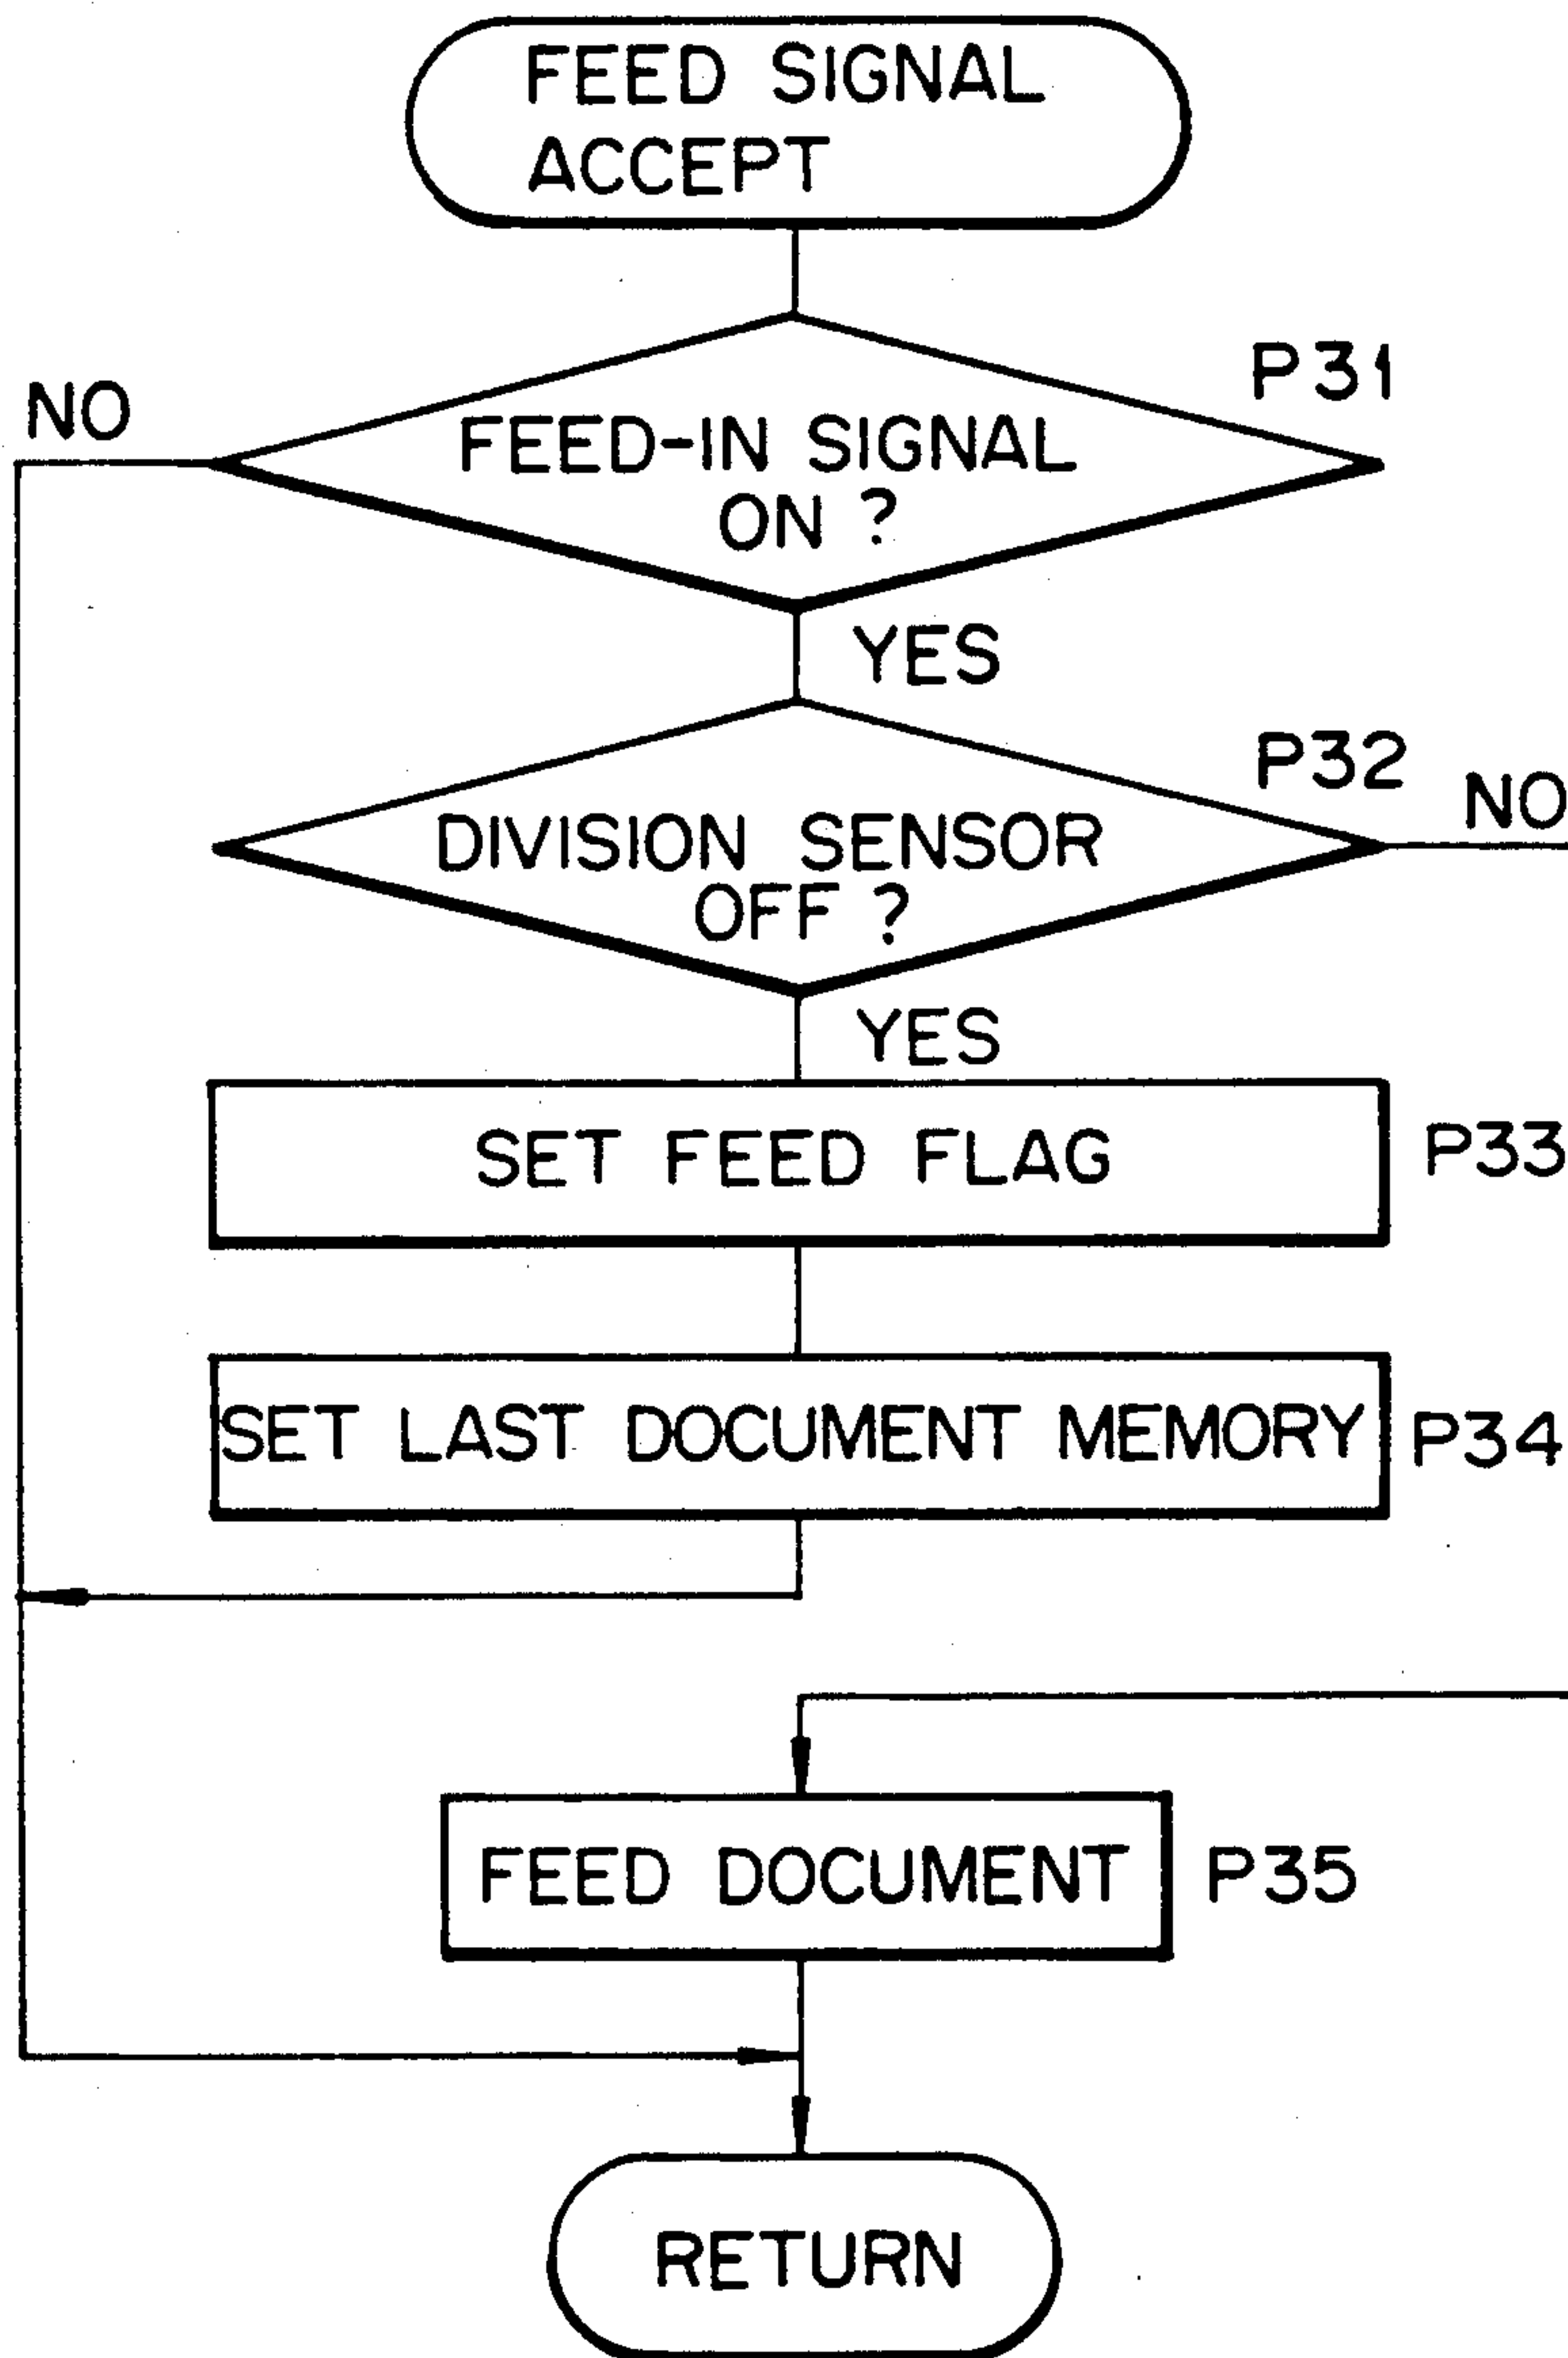 FEED SIGNAL
ACCEPT
P31
NO
FEED-IN SIGNAL
ON ?
YES
P32
NO
DIVISION SENSOR
OFF ?
YES
SET FEED FLAG
P33
SET LAST DOCUMENT MEMORY
P34
FEED DOCUMENT
P35
RETURN